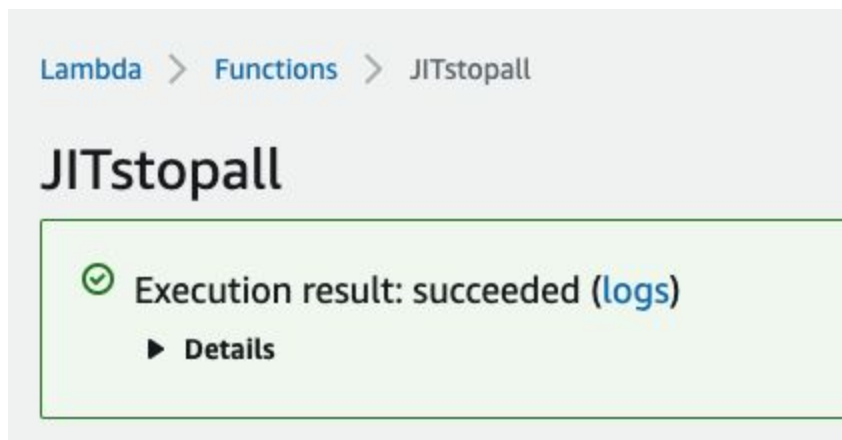 Lambda > Functions > JITstopall
JITstopall
Execution result: succeeded (logs)
Details